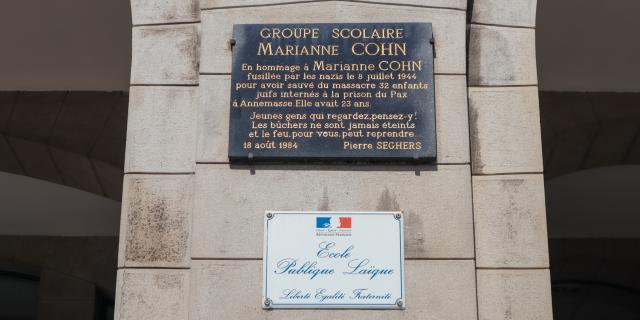 GROUPE SCOLAIRE
MARIANNE COHN
En hommage à Marianne COHN
fusillée par les nazis le 8 juillet 1944
pour avoir sauvé du massacre 32 enfants
juifs internés à la prison du Pax
à Annemasse. Elle avait 23 ans.
Jeunes gens qui regardez, pensez-y!
Les bûchers ne sont jamais éteints
et le feu, pour vous, peut reprendre.
18 août 1984 Pierre SEGHERS
RÉPUBLIQUE FRANÇAISE
Ecole
Publique Laïque
Liberté Egalité Fraternité